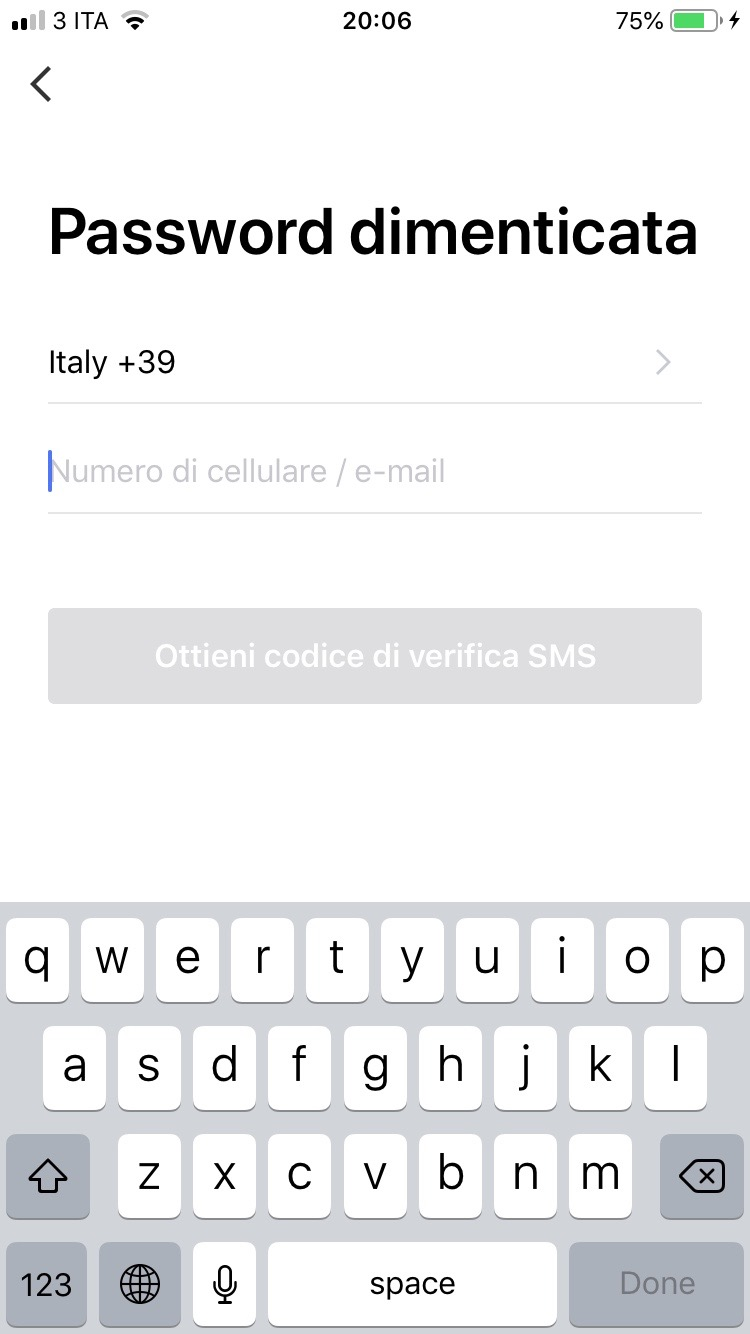 3 ITA 20:06 75%
Password dimenticata
Italy +39
Numero di cellulare / e-mail
Ottieni codice di verifica SMS
q w e r t y u i o p
a s d f g h j k l
z x c v b n m
123 space Done